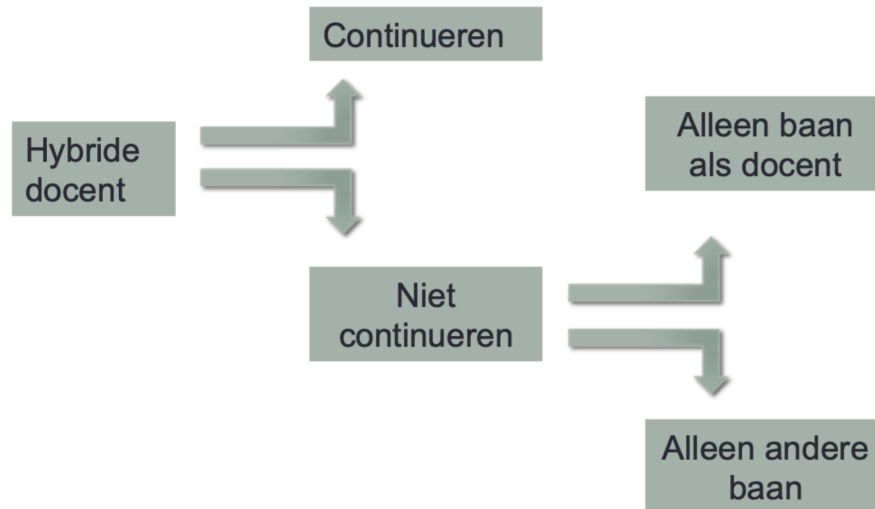 Continueren
Hybride
docent
Alleen baan
als docent
Niet
continueren
Alleen andere
baan